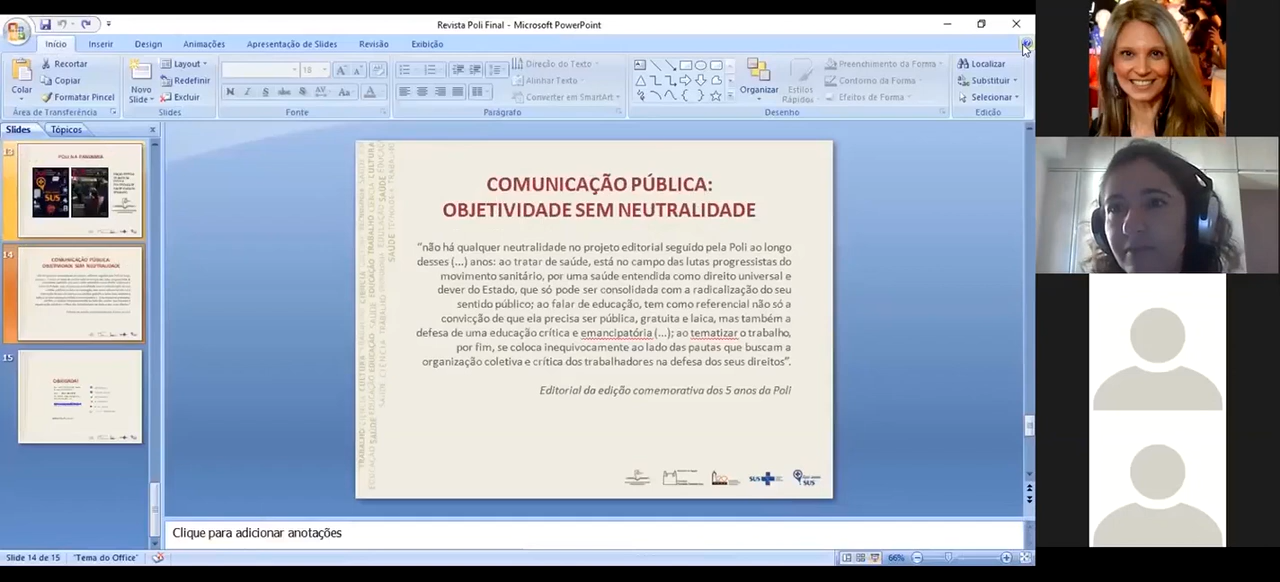 Revista Poli Final - Microsoft PowerPoint
Início Inserir Design Animações Apresentação de Slides Revisão Exibição
Colar
Recortar
Copiar
Formatar Pincel
Área de Transferência
Novo Slide
Layout
Redefinir
Excluir
Slides
18
Fonte
Direção do Texto
Alinhar Texto
Converter em SmartArt
Parágrafo
Organizar
Estilos Rápidos
Preenchimento da Forma
Contorno da Forma
Efeitos de Forma
Desenho
Localizar
Substituir
Selecionar
Edição
Slides Tópicos
13
14
COMUNICAÇÃO PÚBLICA:
OBJETIVIDADE SEM NEUTRALIDADE
15
COMUNICAÇÃO PÚBLICA:
OBJETIVIDADE SEM NEUTRALIDADE
“não há qualquer neutralidade no projeto editorial seguido pela Poli ao longo
desses (...) anos: ao tratar de saúde, está no campo das lutas progressistas do
movimento sanitário, por uma saúde entendida como direito universal e
dever do Estado, que só pode ser consolidada com a radicalização do seu
sentido público; ao falar de educação, tem como referencial não só a
convicção de que ela precisa ser pública, gratuita e laica, mas também a
defesa de uma educação crítica e emancipatória (...); ao tematizar o trabalho,
por fim, se coloca inequivocamente ao lado das pautas que buscam a
organização coletiva e crítica dos trabalhadores na defesa dos seus direitos”.
Editorial da edição comemorativa dos 5 anos da Poli
SUS
SUS
Clique para adicionar anotações
Slide 14 de 15 "Tema do Office" 66%